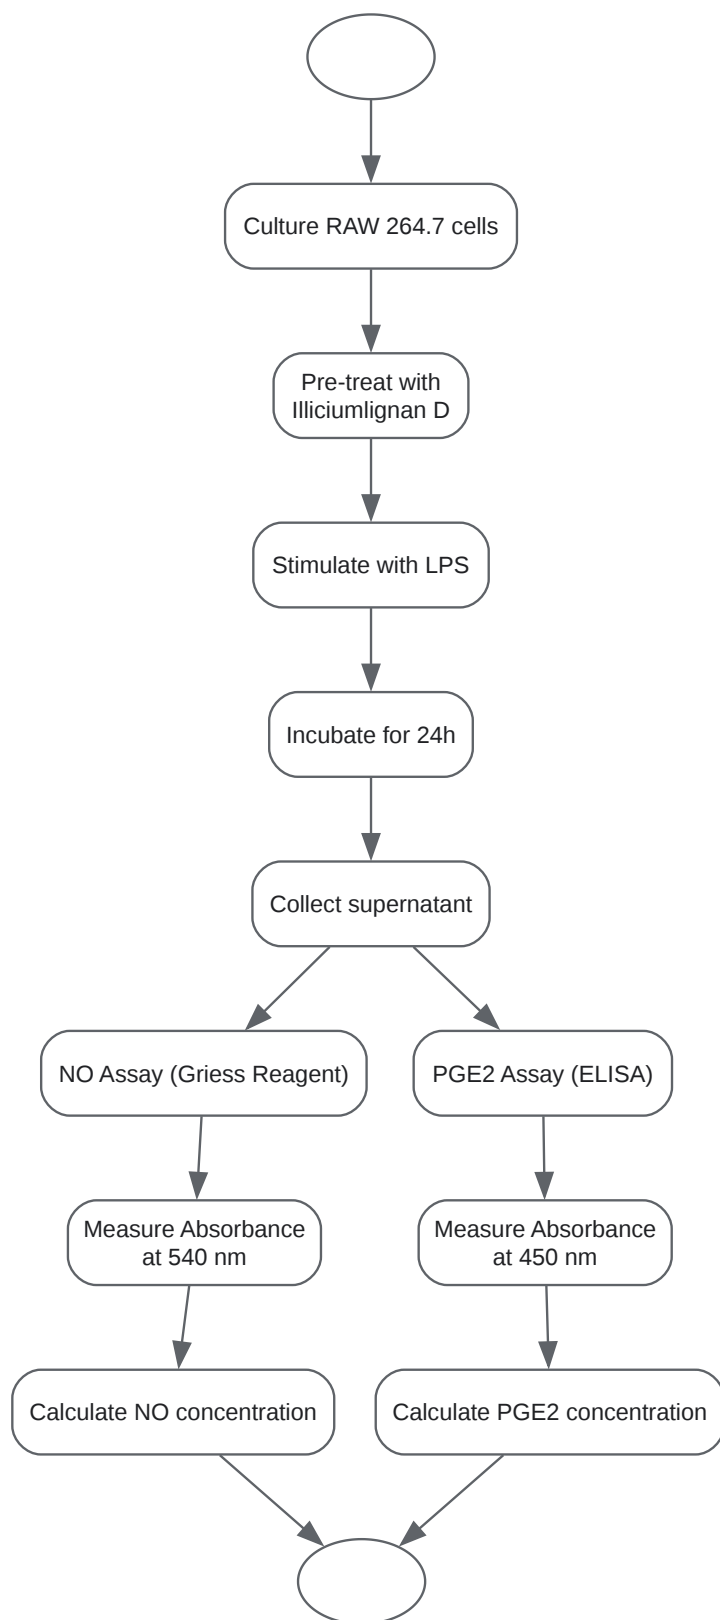 Culture RAW 264.7 cells
Pre-treat with
Illiciumlignan D
Stimulate with LPS
Incubate for 24h
Collect supernatant
NO Assay (Griess Reagent)
PGE2 Assay (ELISA)
Measure Absorbance
at 540 nm
Measure Absorbance
at 450 nm
Calculate NO concentration
Calculate PGE2 concentration